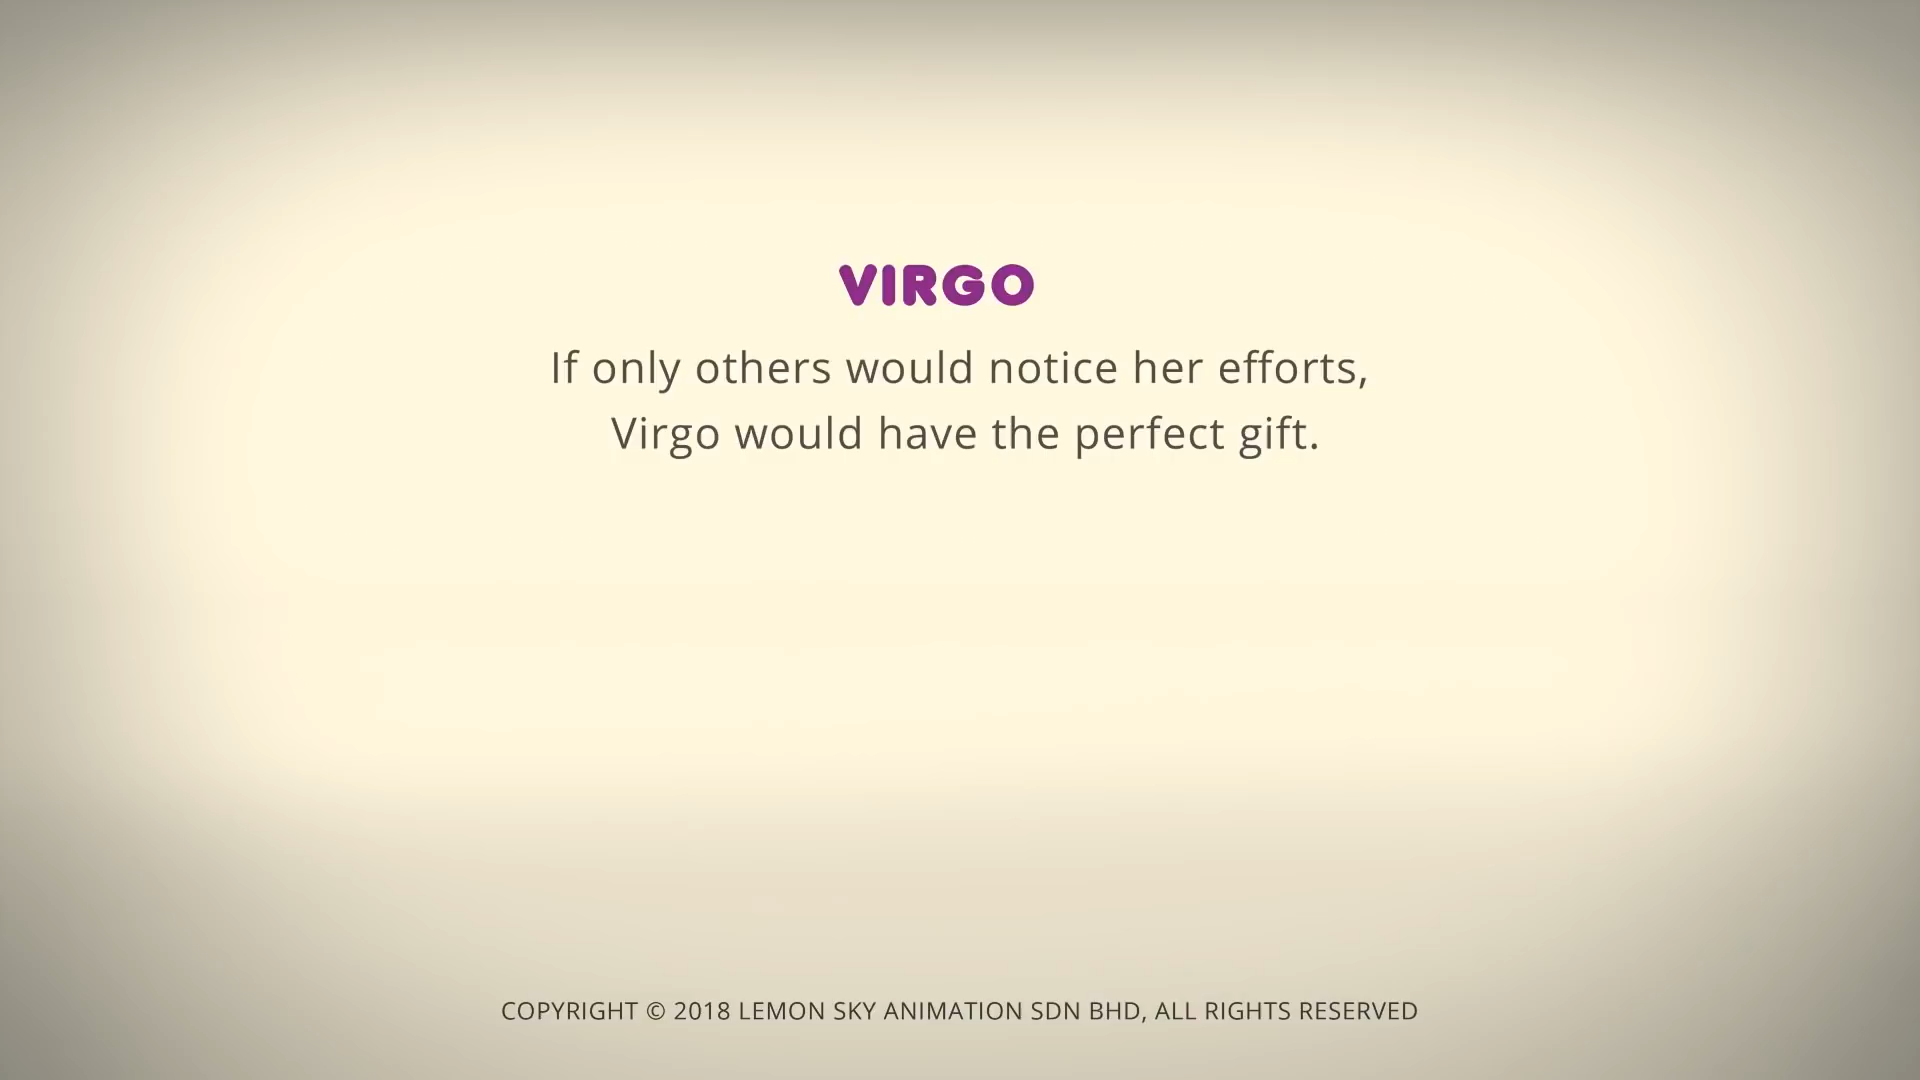 VIRGO
If only others would notice her efforts,
Virgo would have the perfect gift.
COPYRIGHT © 2018 LEMON SKY ANIMATION SDN BHD, ALL RIGHTS RESERVED